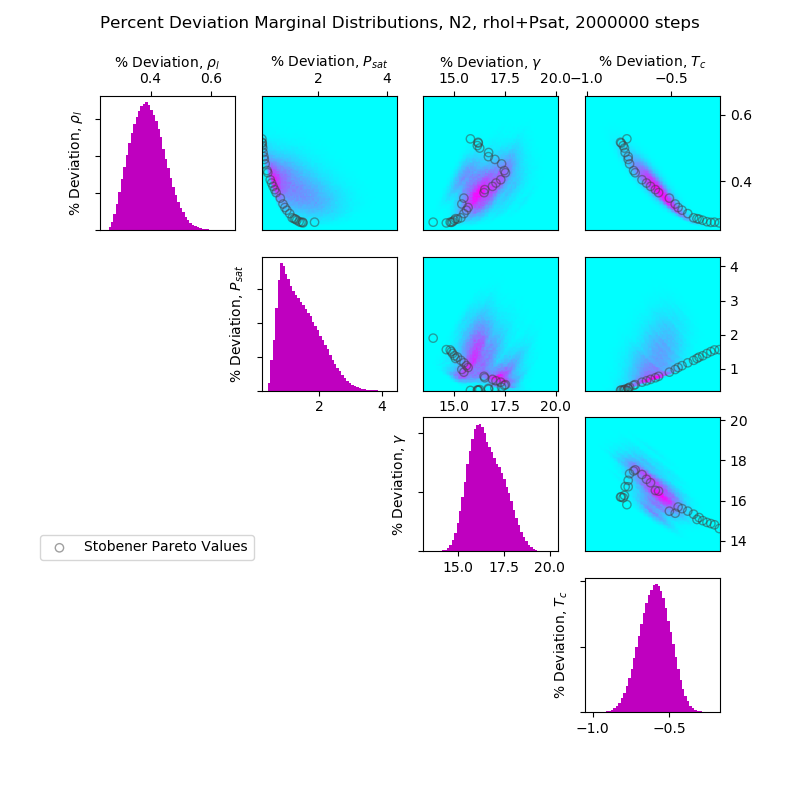 Percent Deviation Marginal Distributions, N2, rhol+Psat, 2000000 steps
% Deviation, ρl % Deviation, Psat % Deviation, γ % Deviation, Tc
0.4 0.6 2 4 15.0 17.5 20.0 −1.0 −0.5
% Deviation, ρl
0.6
0.4
% Deviation, Psat
4
3
2
1
2 4 15.0 17.5 20.0
% Deviation, γ
20
18
16
14
Stobener Pareto Values
15.0 17.5 20.0
% Deviation, Tc
−1.0 −0.5